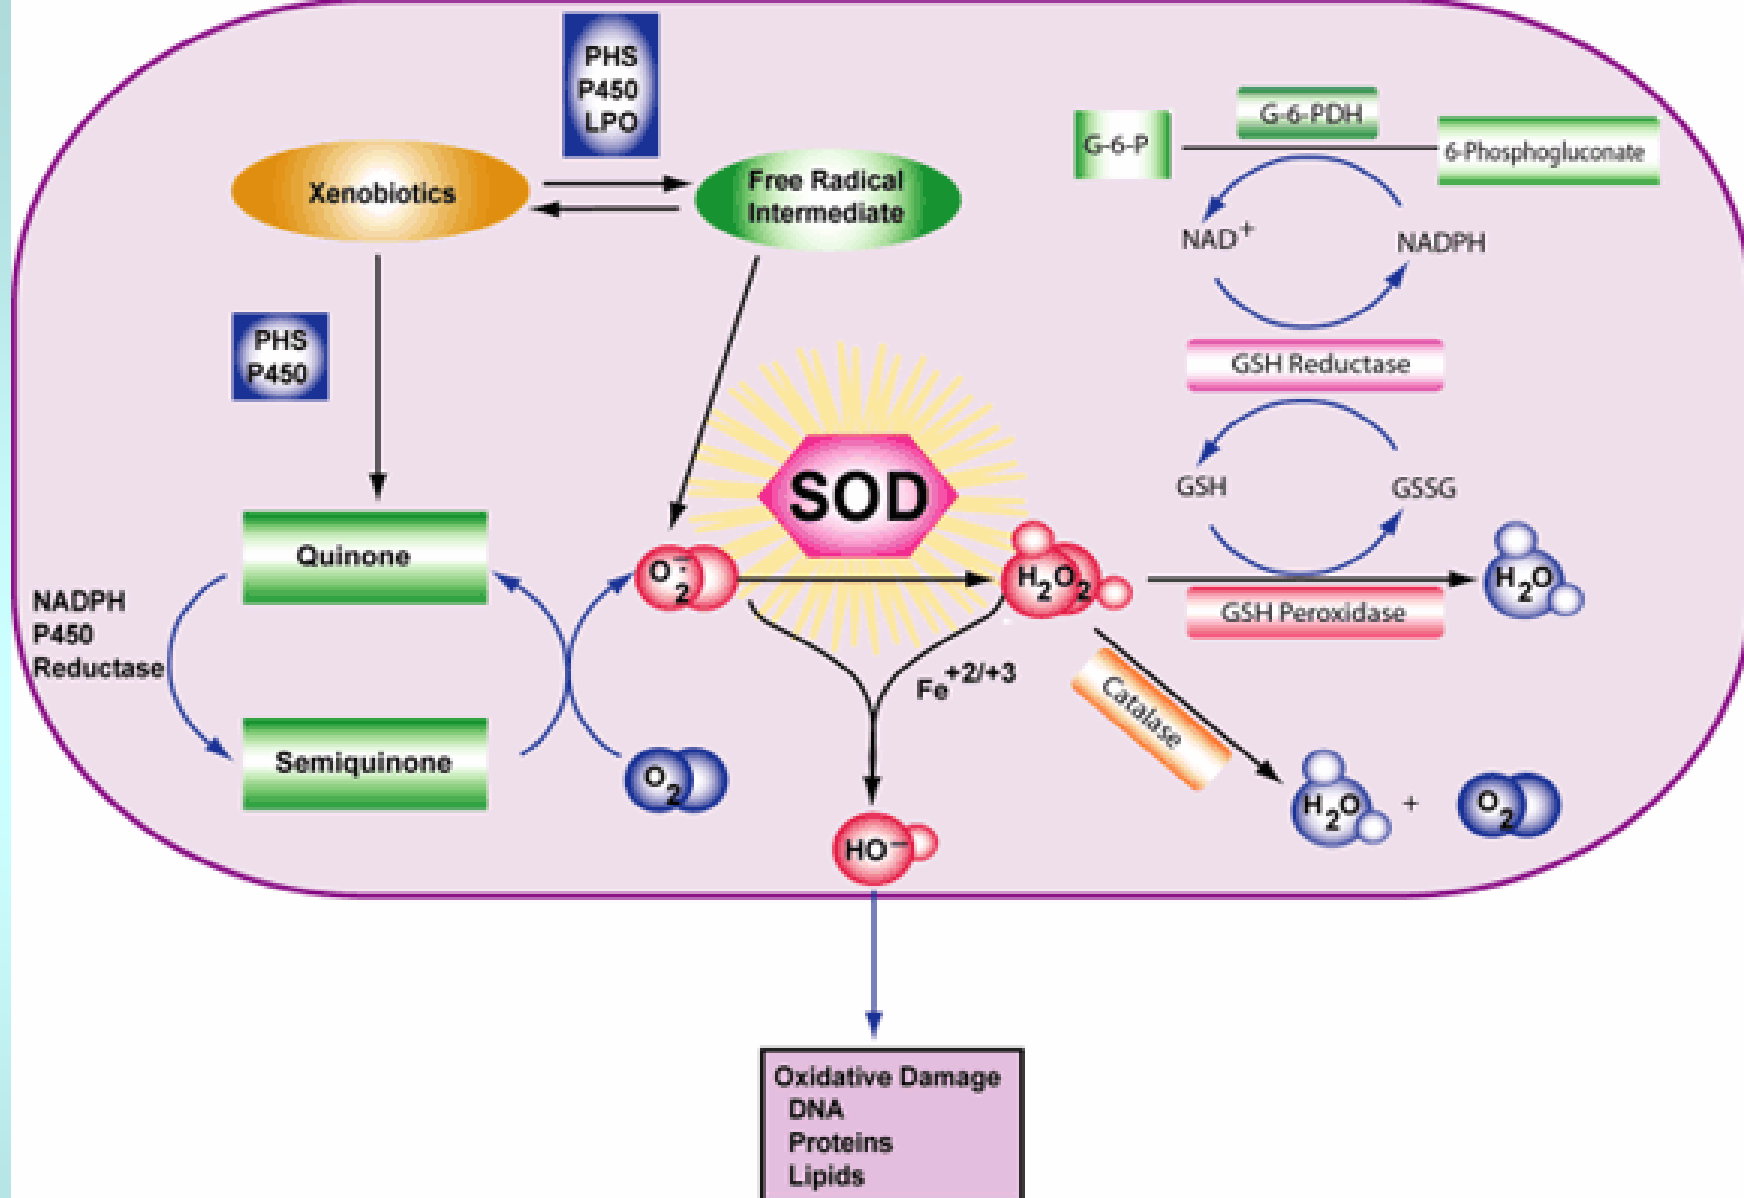 PHS
P450
LPO
Xenobiotics
Free Radical
Intermediate
G-6-P
G-6-PDH
6-Phosphogluconate
NAD+
NADPH
PHS
P450
GSH Reductase
SOD
GSH
GSSG
Quinone
O2∸
H2O2
H2O
GSH Peroxidase
NADPH
P450
Reductase
Fe+2/+3
Catalase
Semiquinone
O2
H2O + O2
HO−
Oxidative Damage
DNA
Proteins
Lipids